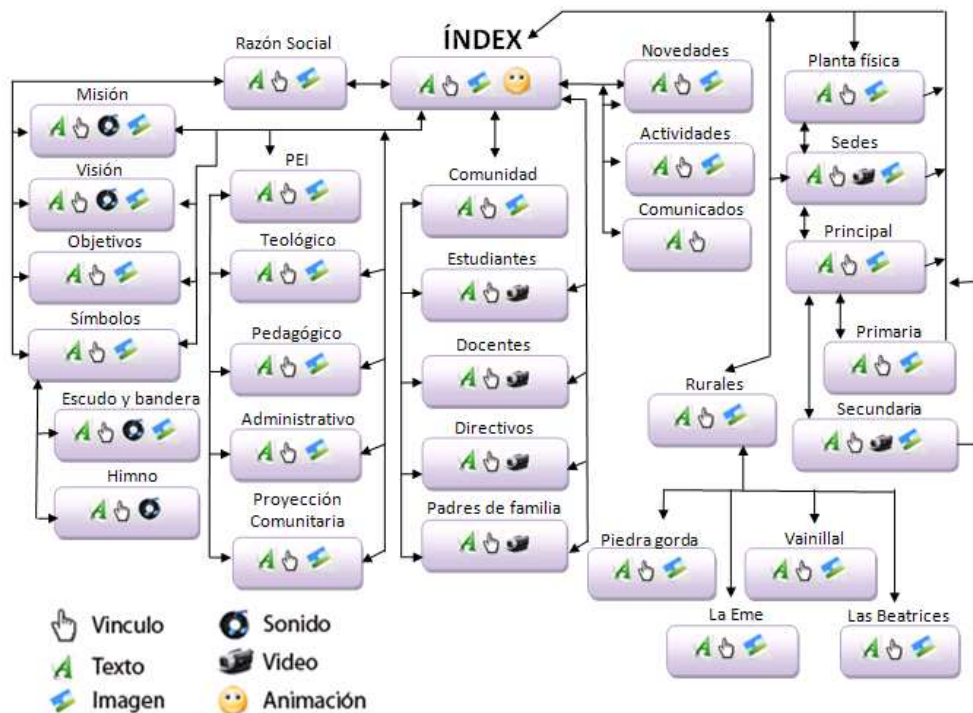 ÍNDEX
Razón Social
Novedades
Planta física
Misión
Actividades
Sedes
PEI
Visión
Comunidad
Comunicados
Principal
Objetivos
Teológico
Estudiantes
Símbolos
Pedagógico
Docentes
Primaria
Rurales
Escudo y bandera
Administrativo
Directivos
Secundaria
Himno
Proyección
Comunitaria
Padres de familia
Piedra gorda
Vainillal
La Eme
Las Beatrices
Vinculo
Sonido
Texto
Video
Imagen
Animación